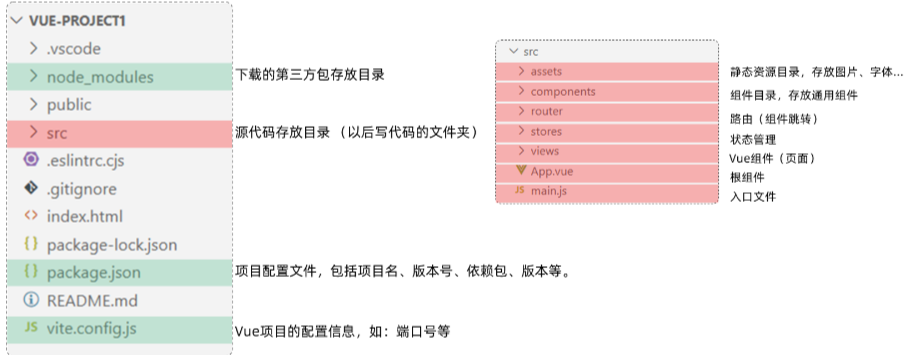 VUE-PROJECT1
.vscode
node_modules 下载的第三方包存放目录
public
src 源代码存放目录 （以后写代码的文件夹）
.eslintrc.cjs
.gitignore
index.html
package-lock.json
package.json 项目配置文件，包括项目名、版本号、依赖包、版本等。
README.md
vite.config.js Vue项目的配置信息，如：端口号等
src
assets 静态资源目录，存放图片、字体...
components 组件目录，存放通用组件
router 路由（组件跳转）
stores 状态管理
views Vue组件（页面）
App.vue 根组件
JS main.js 入口文件